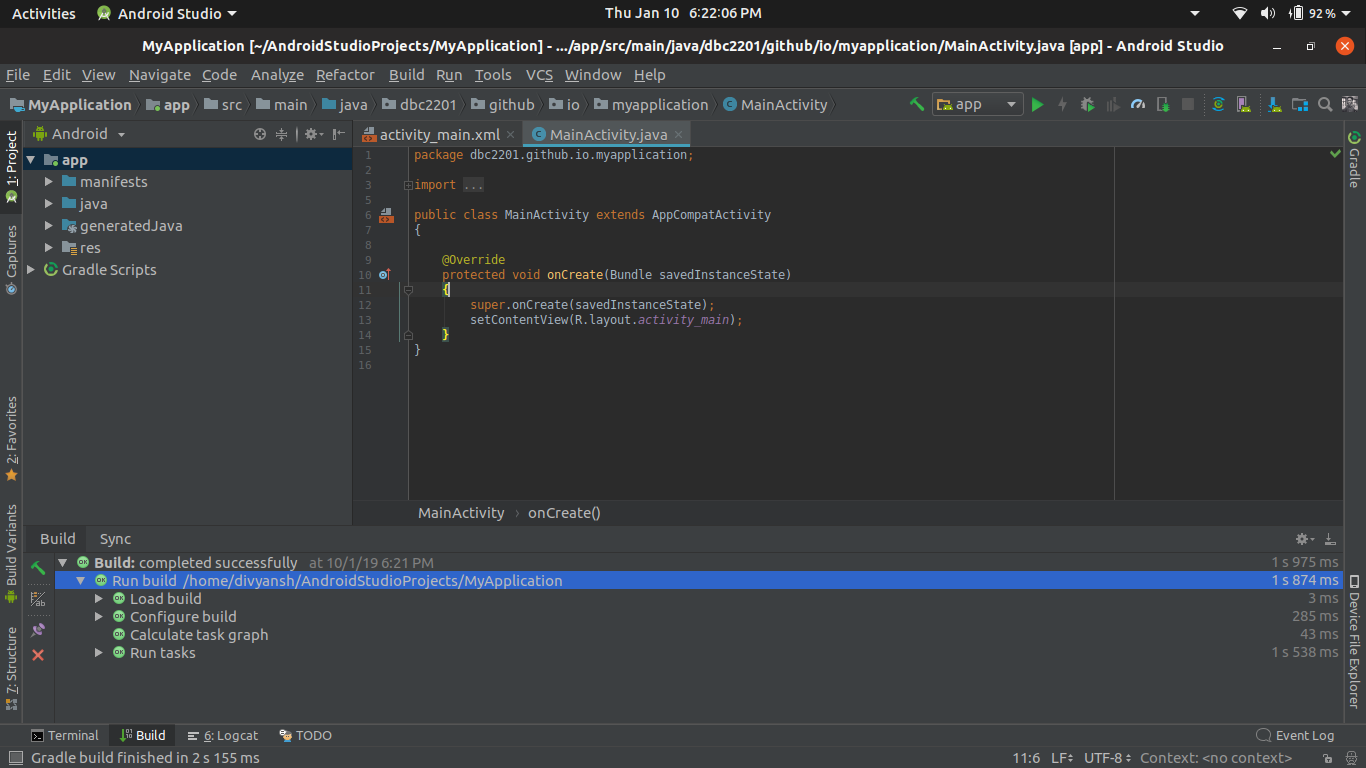 Activities Android Studio Thu Jan 10 6:22:06 PM 92 %
MyApplication [~/AndroidStudioProjects/MyApplication] - .../app/src/main/java/dbc2201/github/io/myapplication/MainActivity.java [app] - Android Studio
File Edit View Navigate Code Analyze Refactor Build Run Tools VCS Window Help
MyApplication app src main java dbc2201 github io myapplication MainActivity app
Android
activity_main.xml MainActivity.java
1: Project
Captures
2: Favorites
Build Variants
7: Structure
app
manifests
java
generatedJava
res
Gradle Scripts
1 package dbc2201.github.io.myapplication;
2
3 import ...
5
6 public class MainActivity extends AppCompatActivity
7 {
8
9 @Override
10 protected void onCreate(Bundle savedInstanceState)
11 {
12 super.onCreate(savedInstanceState);
13 setContentView(R.layout.activity_main);
14 }
15 }
16
MainActivity › onCreate()
Gradle
Device File Explorer
Build Sync
Build: completed successfully at 10/1/19 6:21 PM 1 s 975 ms
Run build /home/divyansh/AndroidStudioProjects/MyApplication 1 s 874 ms
Load build 3 ms
Configure build 285 ms
Calculate task graph 43 ms
Run tasks 1 s 538 ms
Terminal Build 6: Logcat TODO Event Log
Gradle build finished in 2 s 155 ms 11:6 LF UTF-8 Context: <no context>